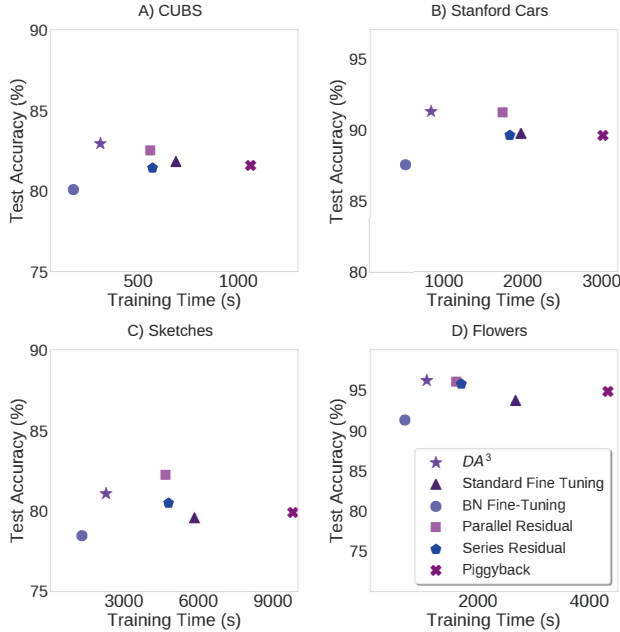 A) CUBS
90
85
80
75
Test Accuracy (%)
500 1000
Training Time (s)
B) Stanford Cars
95
90
85
80
Test Accuracy (%)
1000 2000 3000
Training Time (s)
C) Sketches
90
85
80
75
Test Accuracy (%)
3000 6000 9000
Training Time (s)
D) Flowers
95
90
85
80
75
Test Accuracy (%)
2000 4000
Training Time (s)
DA³
Standard Fine Tuning
BN Fine-Tuning
Parallel Residual
Series Residual
Piggyback